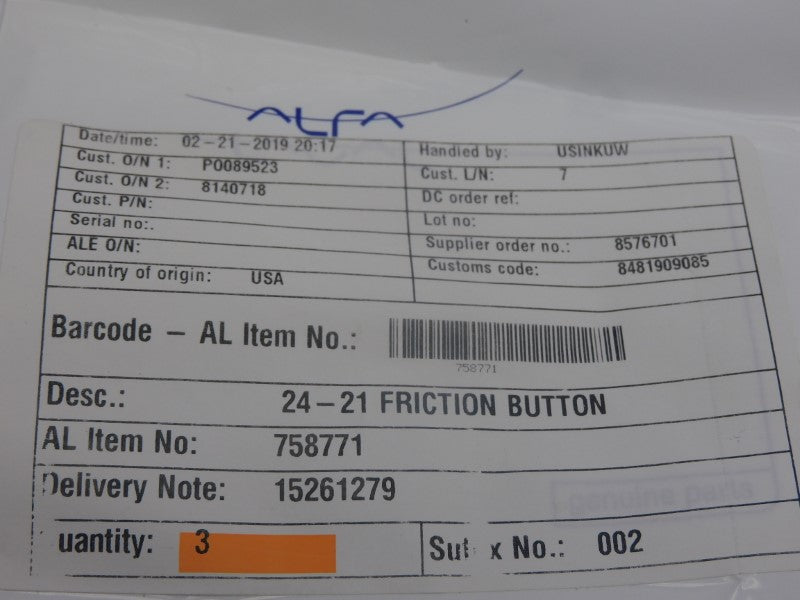 ALFA
Date/time: 02-21-2019 20:17
Handled by: USINKUW
Cust. O/N 1: P0089523
Cust. L/N: 7
Cust. O/N 2: 8140718
DC order ref:
Cust. P/N:
Lot no:
Serial no:.
Supplier order no.: 8576701
ALE O/N:
Customs code: 8481909085
Country of origin: USA
Barcode - AL Item No.:
758771
Desc.: 24-21 FRICTION BUTTON
AL Item No: 758771
Delivery Note: 15261279
genuine parts
uantity: 3
Suf x No.: 002